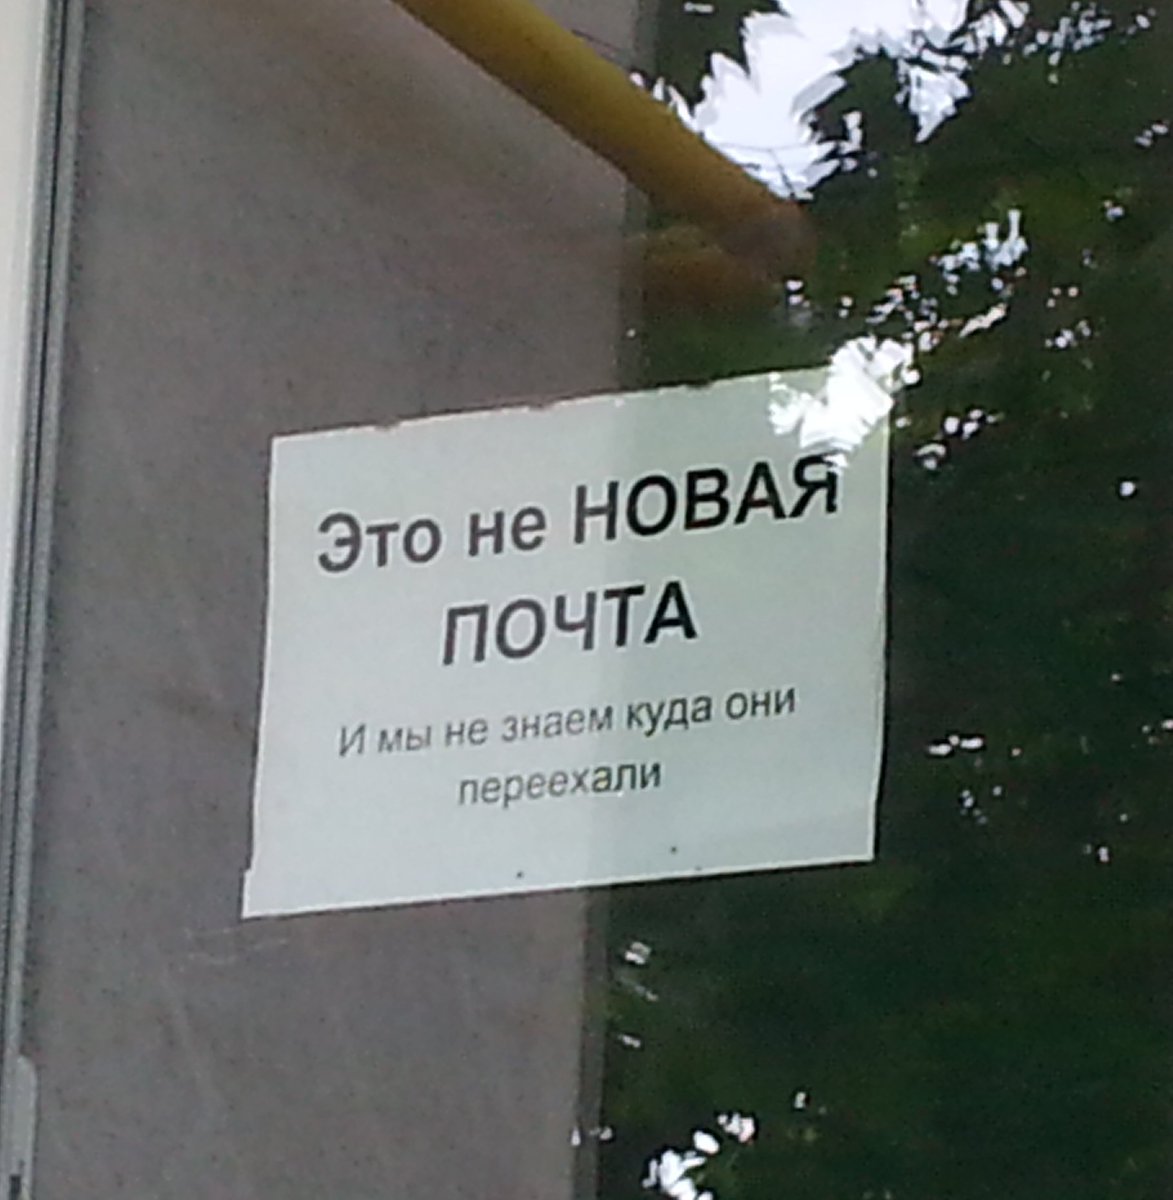 Это не НОВАЯ
ПОЧТА
И мы не знаем куда они
переехали